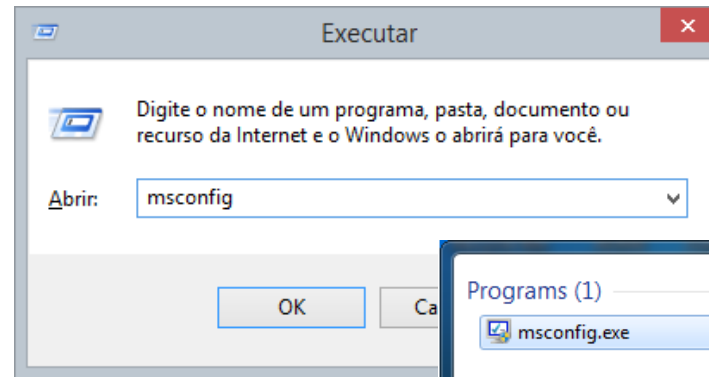 Executar
Digite o nome de um programa, pasta, documento ou
recurso da Internet e o Windows o abrirá para você.
Abrir:
msconfig
OK
Ca
Programs (1)
msconfig.exe